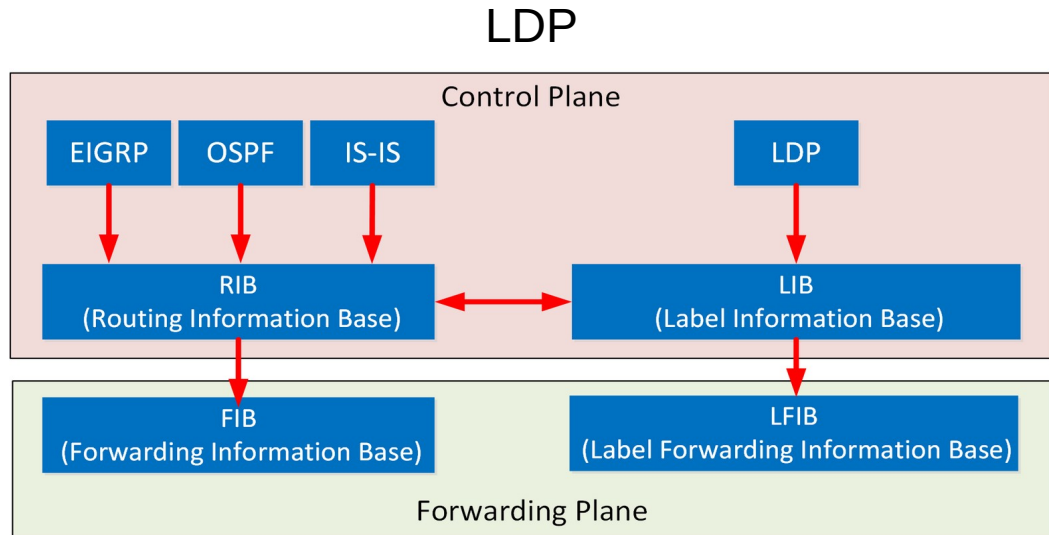 LDP
Control Plane
EIGRP
OSPF
IS-IS
LDP
RIB
(Routing Information Base)
LIB
(Label Information Base)
FIB
(Forwarding Information Base)
LFIB
(Label Forwarding Information Base)
Forwarding Plane